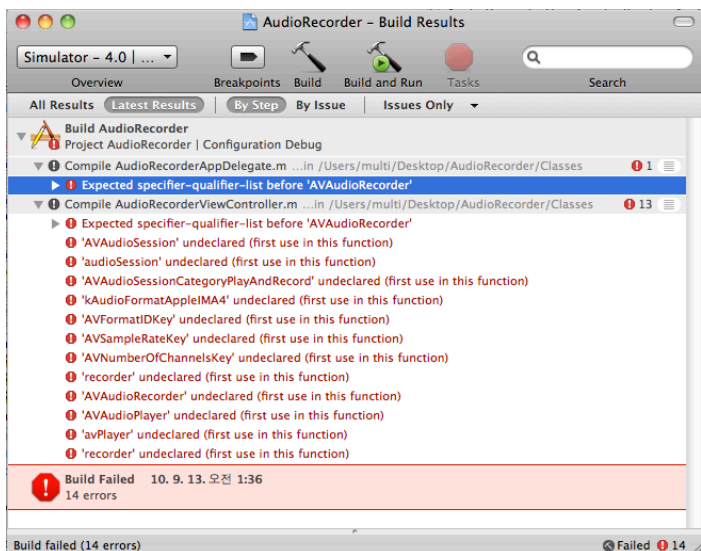 AudioRecorder – Build Results
Simulator – 4.0 | ...
Overview Breakpoints Build Build and Run Tasks Search
All Results Latest Results By Step By Issue Issues Only
Build AudioRecorder
Project AudioRecorder | Configuration Debug
Compile AudioRecorderAppDelegate.m ...in /Users/multi/Desktop/AudioRecorder/Classes 1
Expected specifier-qualifier-list before 'AVAudioRecorder'
Compile AudioRecorderViewController.m ...in /Users/multi/Desktop/AudioRecorder/Classes 13
Expected specifier-qualifier-list before 'AVAudioRecorder'
'AVAudioSession' undeclared (first use in this function)
'audioSession' undeclared (first use in this function)
'AVAudioSessionCategoryPlayAndRecord' undeclared (first use in this function)
'kAudioFormatAppleIMA4' undeclared (first use in this function)
'AVFormatIDKey' undeclared (first use in this function)
'AVSampleRateKey' undeclared (first use in this function)
'AVNumberOfChannelsKey' undeclared (first use in this function)
'recorder' undeclared (first use in this function)
'AVAudioRecorder' undeclared (first use in this function)
'AVAudioPlayer' undeclared (first use in this function)
'avPlayer' undeclared (first use in this function)
'recorder' undeclared (first use in this function)
Build Failed 10. 9. 13. 오전 1:36
14 errors
Build failed (14 errors) Failed 14